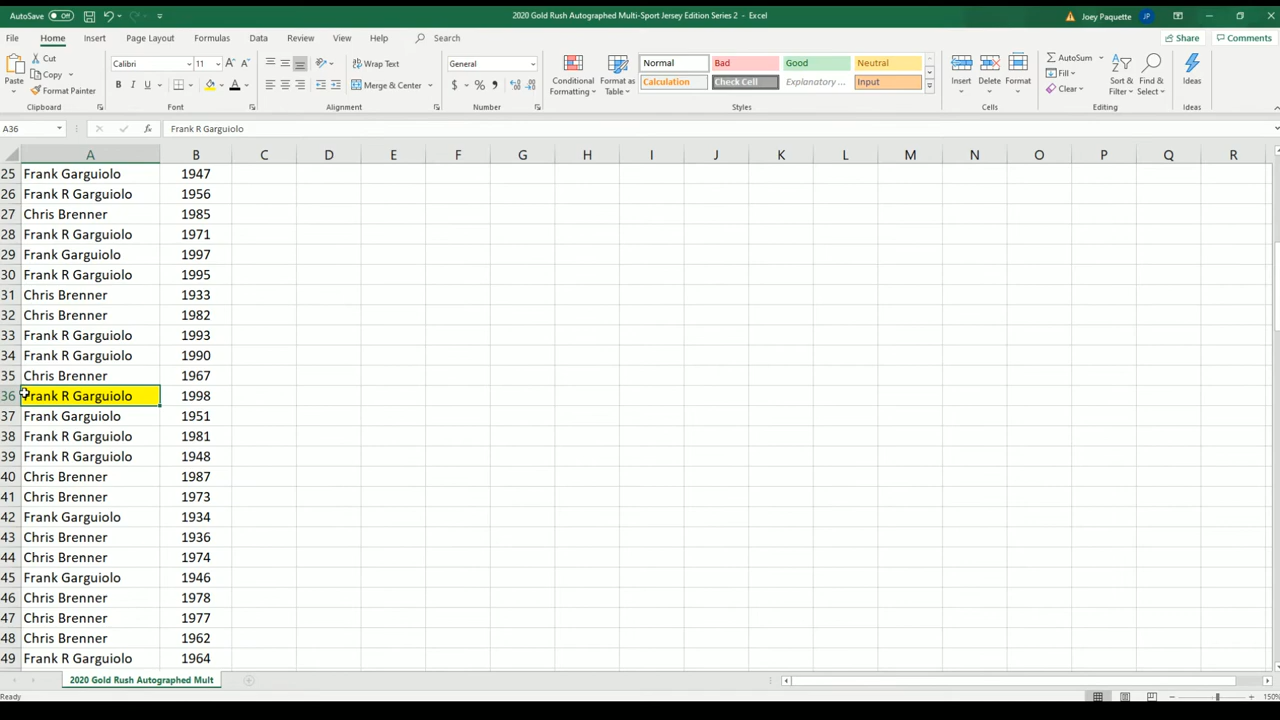 AutoSave Off 2020 Gold Rush Autographed Multi-Sport Jersey Edition Series 2 - Excel Joey Paquette JP
File Home Insert Page Layout Formulas Data Review View Help Search Share Comments
Paste Cut Copy Format Painter Calibri 11 B I U Wrap Text Merge & Center General $ % Conditional Formatting Format as Table Normal Bad Good Neutral Calculation Check Cell Explanatory ... Input Insert Delete Format AutoSum Fill Clear Sort & Filter Find & Select Ideas
Clipboard Font Alignment Number Styles Cells Editing Ideas
A36 fx Frank R Garguiolo
A B C D E F G H I J K L M N O P Q R
25 Frank Garguiolo 1947
26 Frank R Garguiolo 1956
27 Chris Brenner 1985
28 Frank R Garguiolo 1971
29 Frank Garguiolo 1997
30 Frank R Garguiolo 1995
31 Chris Brenner 1933
32 Chris Brenner 1982
33 Frank R Garguiolo 1993
34 Frank R Garguiolo 1990
35 Chris Brenner 1967
36 Frank R Garguiolo 1998
37 Frank Garguiolo 1951
38 Frank R Garguiolo 1981
39 Frank R Garguiolo 1948
40 Chris Brenner 1987
41 Chris Brenner 1973
42 Frank Garguiolo 1934
43 Chris Brenner 1936
44 Chris Brenner 1974
45 Frank Garguiolo 1946
46 Chris Brenner 1978
47 Chris Brenner 1977
48 Chris Brenner 1962
49 Frank R Garguiolo 1964
2020 Gold Rush Autographed Mult
Ready 150%